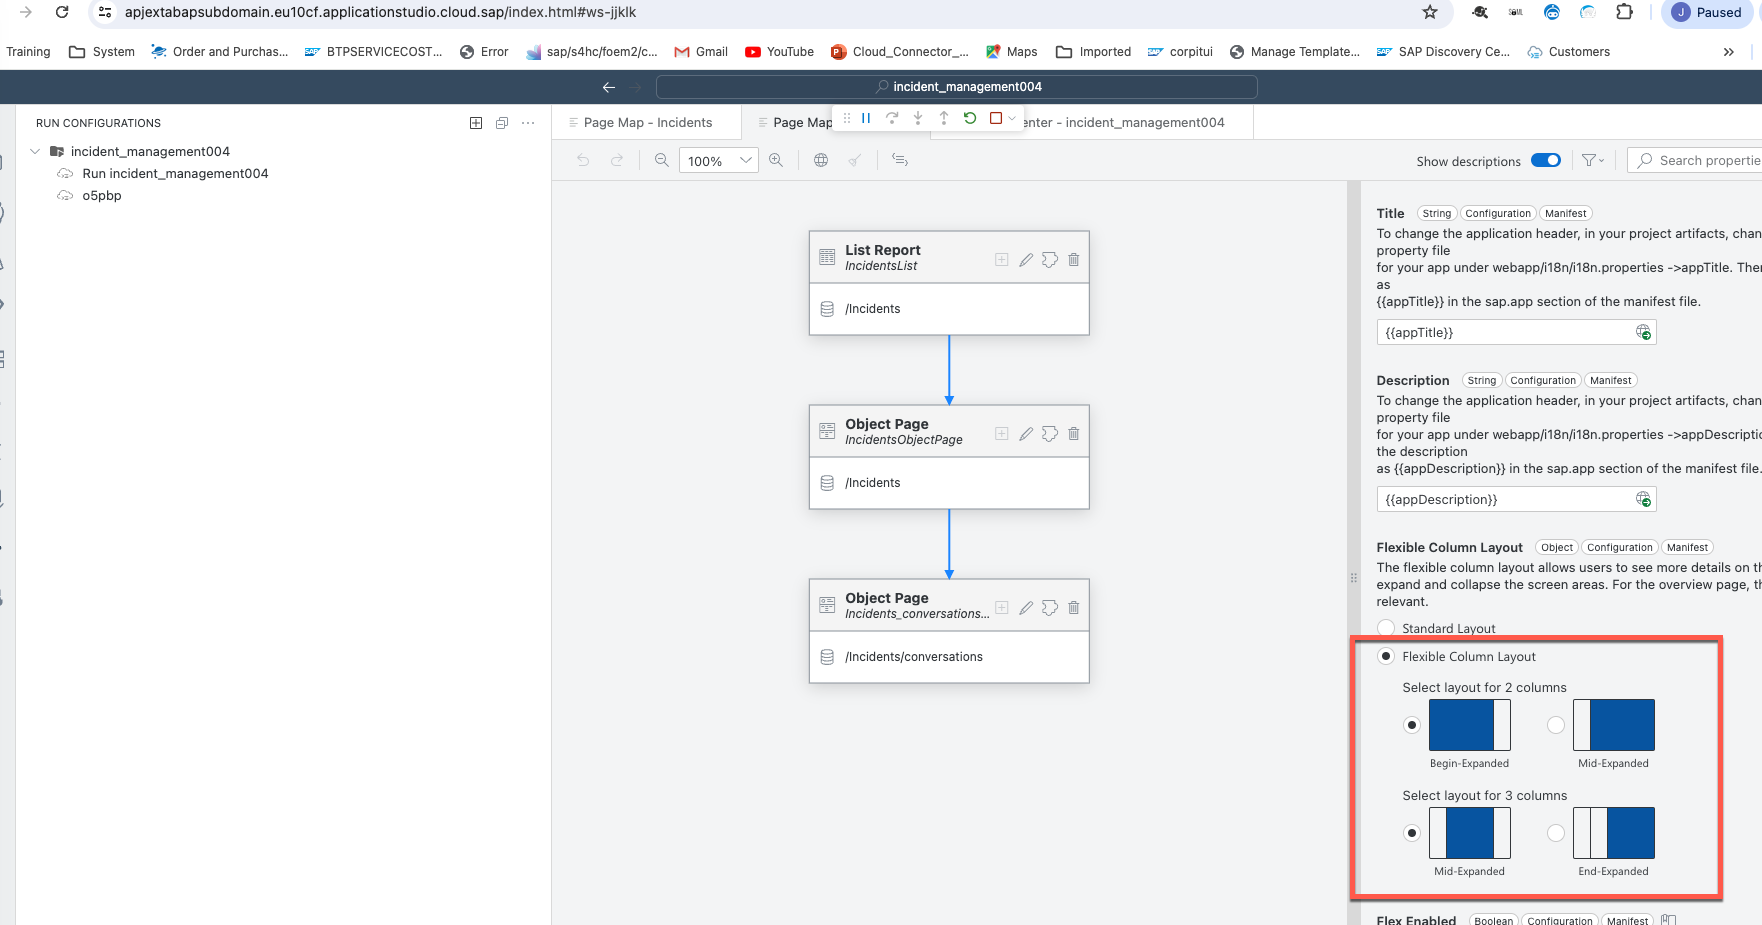 apjextabapsubdomain.eu10cf.applicationstudio.cloud.sap/index.html#ws-jjklk
J Paused
Training
System
Order and Purchas...
BTPSERVICECOST...
Error
sap/s4hc/foem2/c...
Gmail
YouTube
Cloud_Connector_...
Maps
Imported
corpitui
Manage Template...
SAP Discovery Ce...
Customers
incident_management004
RUN CONFIGURATIONS
incident_management004
Run incident_management004
o5pbp
Page Map - Incidents
Page Map
- incident_management004
100%
Show descriptions
Search
List Report
IncidentsList
/Incidents
Object Page
IncidentsObjectPage
/Incidents
Object Page
Incidents_conversations...
/Incidents/conversations
Title String Configuration Manifest
To change the application header, in your project artifacts,
property file
for your app under webapp/i18n/i18n.properties ->appTitle.
as
{{appTitle}} in the sap.app section of the manifest file.
{{appTitle}}
Description String Configuration Manifest
To change the application header, in your project artifacts,
property file
for your app under webapp/i18n/i18n.properties
the description
as {{appDescription}} in the sap.app section of the manifest file.
{{appDescription}}
Flexible Column Layout Object Configuration Manifest
The flexible column layout allows users to see more details on
expand and collapse the screen areas. For the overview page,
relevant.
Standard Layout
Flexible Column Layout
Select layout for 2 columns
Begin-Expanded
Mid-Expanded
Select layout for 3 columns
Mid-Expanded
End-Expanded
Flex Enabled Boolean Configuration Manifest